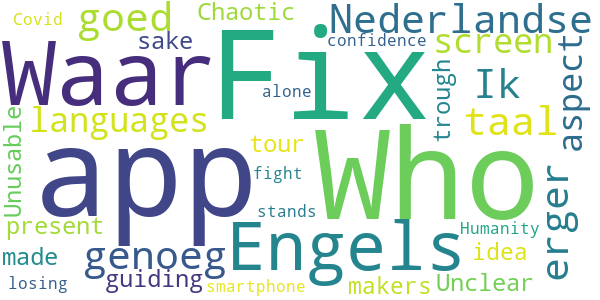 Covid
goed
Chaotic
Nederlandse
sake
confidence
screen
Waar
Fix
Who
Ik
aspect
alone
trough
languages
taal
Unusable
app
tour
fight
erger
stands
present
Engels
Humanity
made
genoeg
idea
losing
guiding
smartphone
makers
Unclear